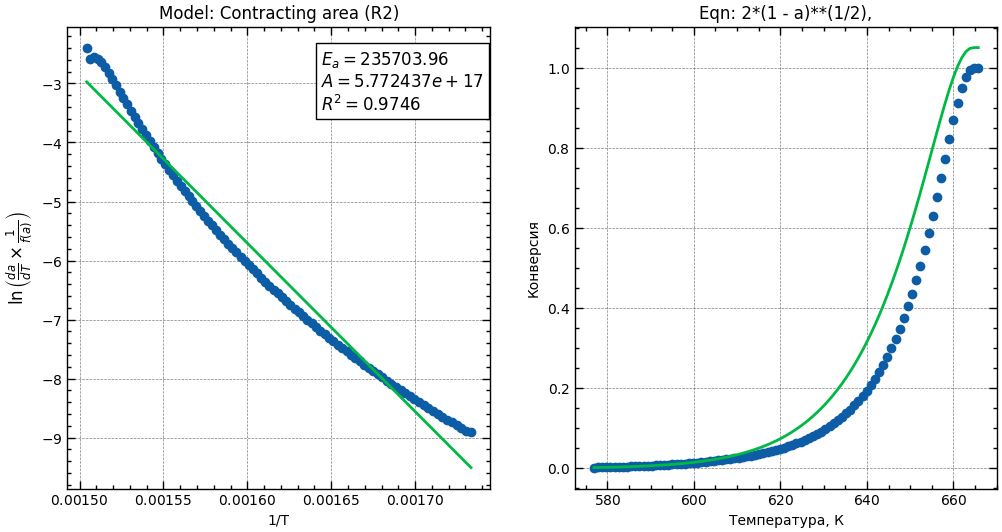 Model: Contracting area (R2)
E_a = 235703.96
A = 5.772437e + 17
R^2 = 0.9746
ln(da/dT × 1/f(a))
−3
−4
−5
−6
−7
−8
−9
0.00150 0.00155 0.00160 0.00165 0.00170
1/T
Eqn: 2*(1 - a)**(1/2),
Конверсия
1.0
0.8
0.6
0.4
0.2
0.0
580 600 620 640 660
Температура, К